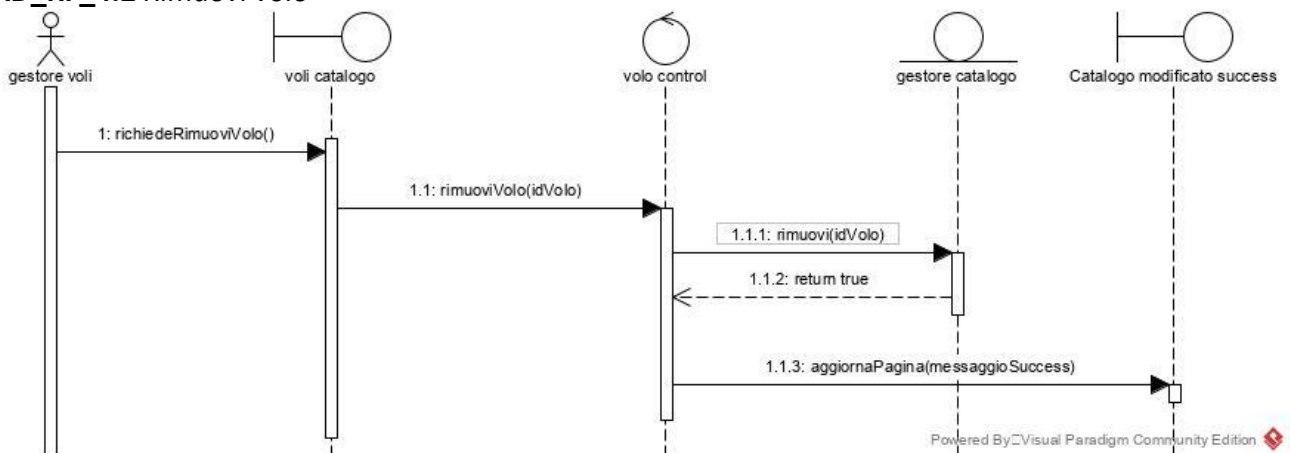 Rimuovi Volo
gestore voli
voli catalogo
volo control
gestore catalogo
Catalogo modificato success
1: richiedeRimuoviVolo()
1.1: rimuoviVolo(idVolo)
1.1.1: rimuovi(idVolo)
1.1.2: return true
1.1.3: aggiornaPagina(messaggioSuccess)
Powered By Visual Paradigm Community Edition